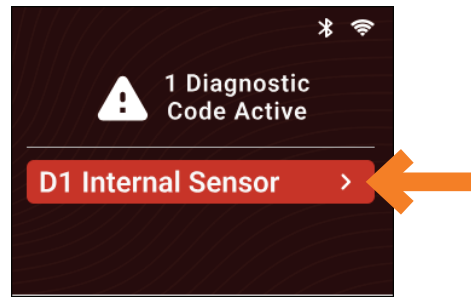 1 Diagnostic
Code Active
D1 Internal Sensor